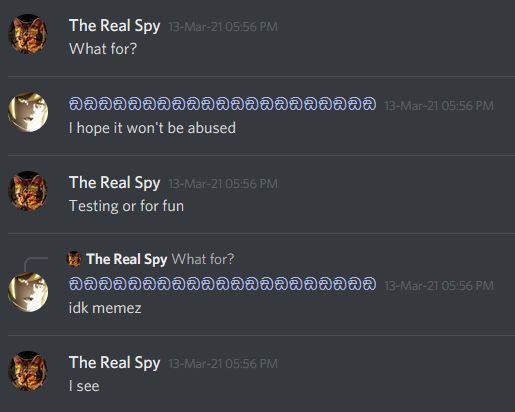 The Real Spy 13-Mar-21 05:56 PM
What for?
ඞඞඞඞඞඞඞඞඞඞඞඞඞඞඞඞඞඞඞඞඞ 13-Mar-21 05:56 PM
I hope it won't be abused
The Real Spy 13-Mar-21 05:56 PM
Testing or for fun
The Real Spy What for?
ඞඞඞඞඞඞඞඞඞඞඞඞඞඞඞඞඞඞඞඞඞ 13-Mar-21 05:56 PM
idk memez
The Real Spy 13-Mar-21 05:56 PM
I see